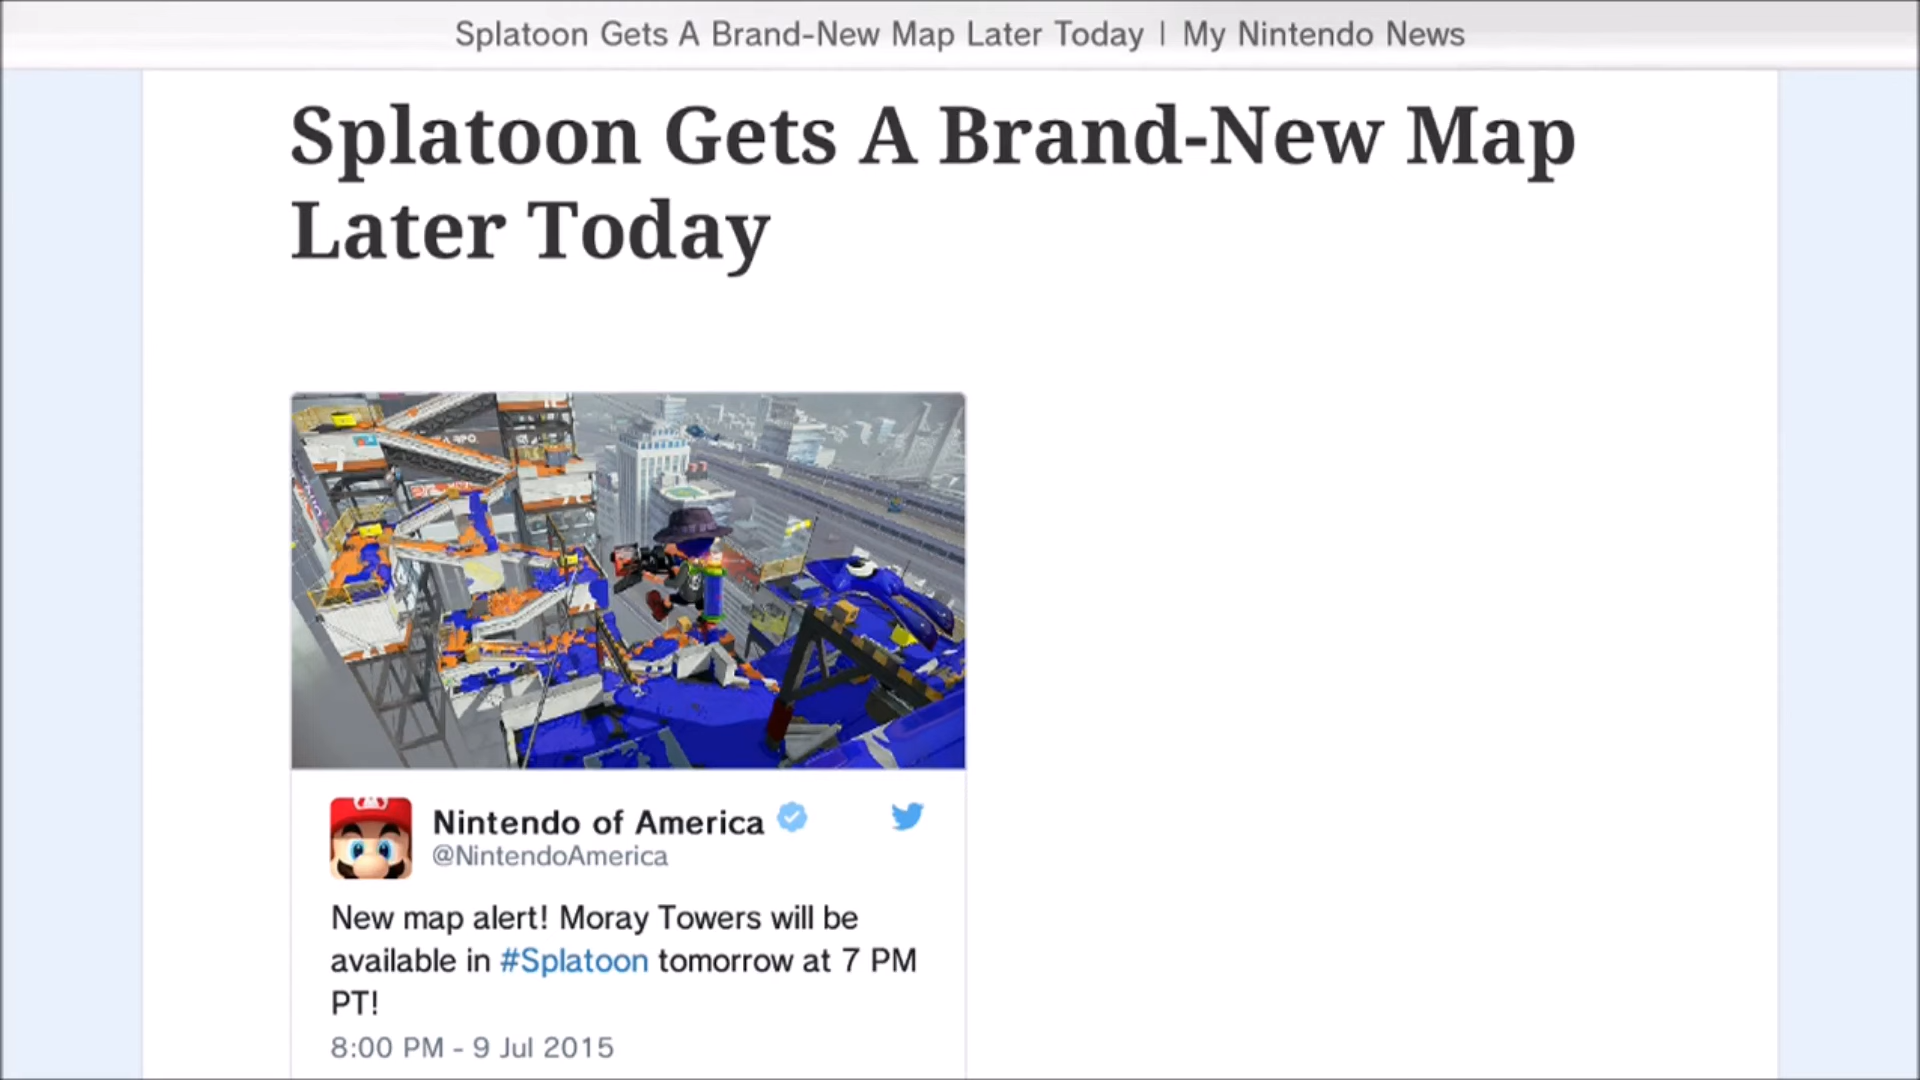 Splatoon Gets A Brand-New Map Later Today | My Nintendo News
Splatoon Gets A Brand-New Map
Later Today
Nintendo of America
@NintendoAmerica
New map alert! Moray Towers will be
available in #Splatoon tomorrow at 7 PM
PT!
8:00 PM - 9 Jul 2015